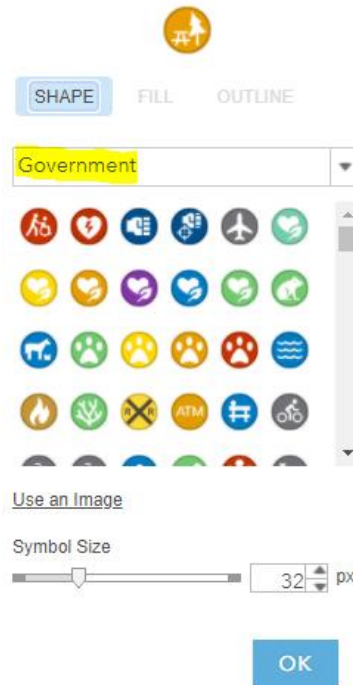 SHAPE FILL OUTLINE
Government
R R ATM
Use an Image
Symbol Size
32 px
OK